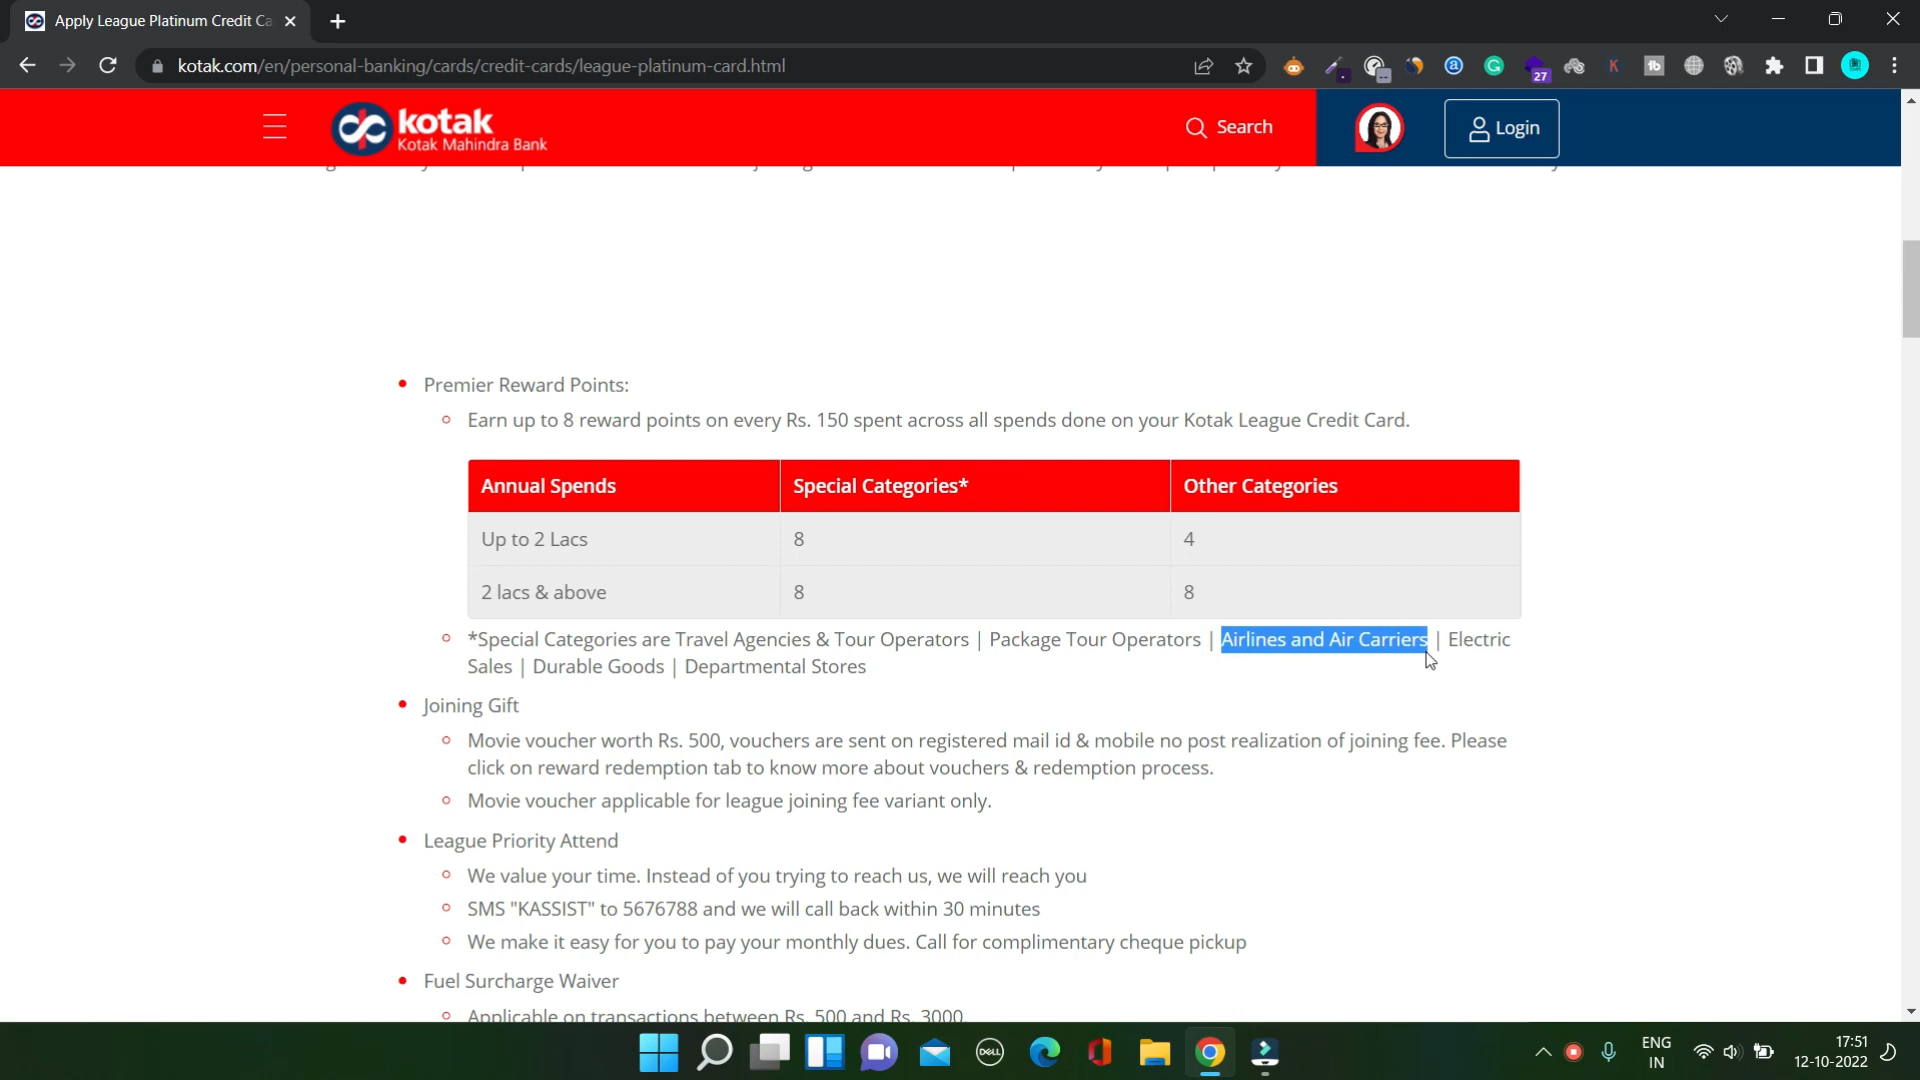 Apply League Platinum Credit Ca
kotak.com/en/personal-banking/cards/credit-cards/league-platinum-card.html
27
K
tb
kotak
Kotak Mahindra Bank
Search
Login
Premier Reward Points:
Earn up to 8 reward points on every Rs. 150 spent across all spends done on your Kotak League Credit Card.
Annual Spends Special Categories* Other Categories
Up to 2 Lacs 8 4
2 lacs & above 8 8
*Special Categories are Travel Agencies & Tour Operators | Package Tour Operators | Airlines and Air Carriers | Electric
Sales | Durable Goods | Departmental Stores
Joining Gift
Movie voucher worth Rs. 500, vouchers are sent on registered mail id & mobile no post realization of joining fee. Please
click on reward redemption tab to know more about vouchers & redemption process.
Movie voucher applicable for league joining fee variant only.
League Priority Attend
We value your time. Instead of you trying to reach us, we will reach you
SMS "KASSIST" to 5676788 and we will call back within 30 minutes
We make it easy for you to pay your monthly dues. Call for complimentary cheque pickup
Fuel Surcharge Waiver
Applicable on transactions between Rs. 500 and Rs. 3000
DELL
ENG
IN
17:51
12-10-2022